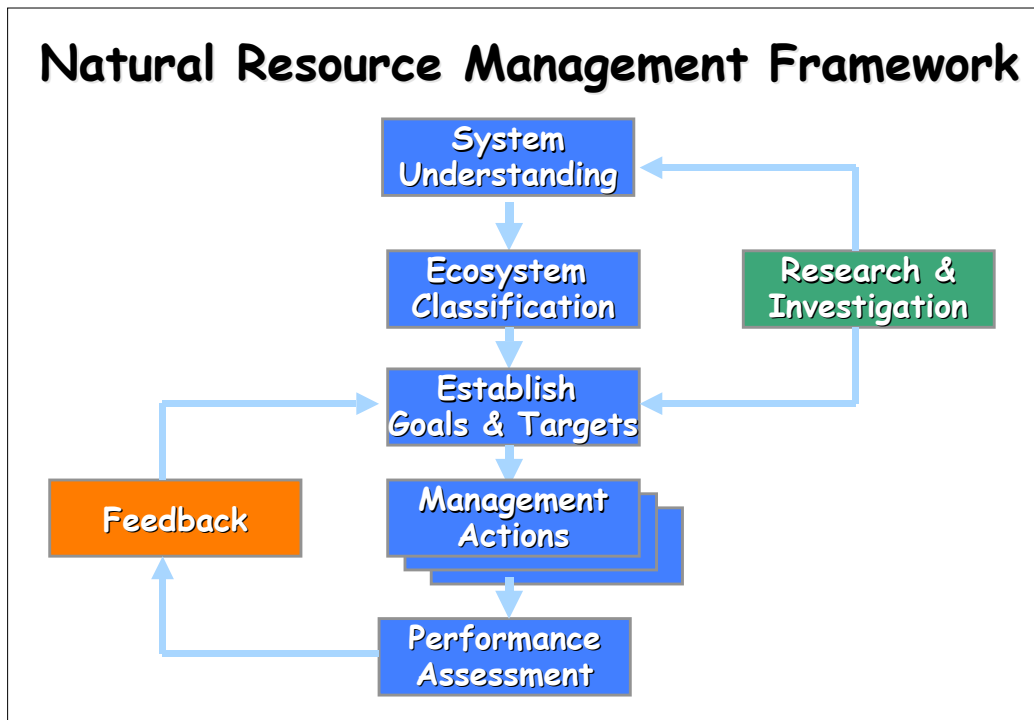 Natural Resource Management Framework
System
Understanding
Ecosystem
Classification
Research &
Investigation
Establish
Goals & Targets
Management
Actions
Feedback
Performance
Assessment